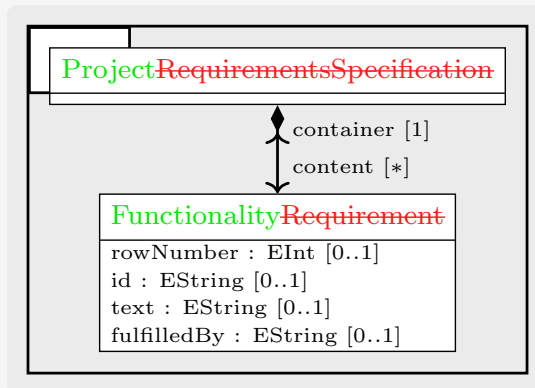 ProjectRequirementsSpecification
container [1]
content [*]
FunctionalityRequirement
rowNumber : EInt [0..1]
id : EString [0..1]
text : EString [0..1]
fulfilledBy : EString [0..1]